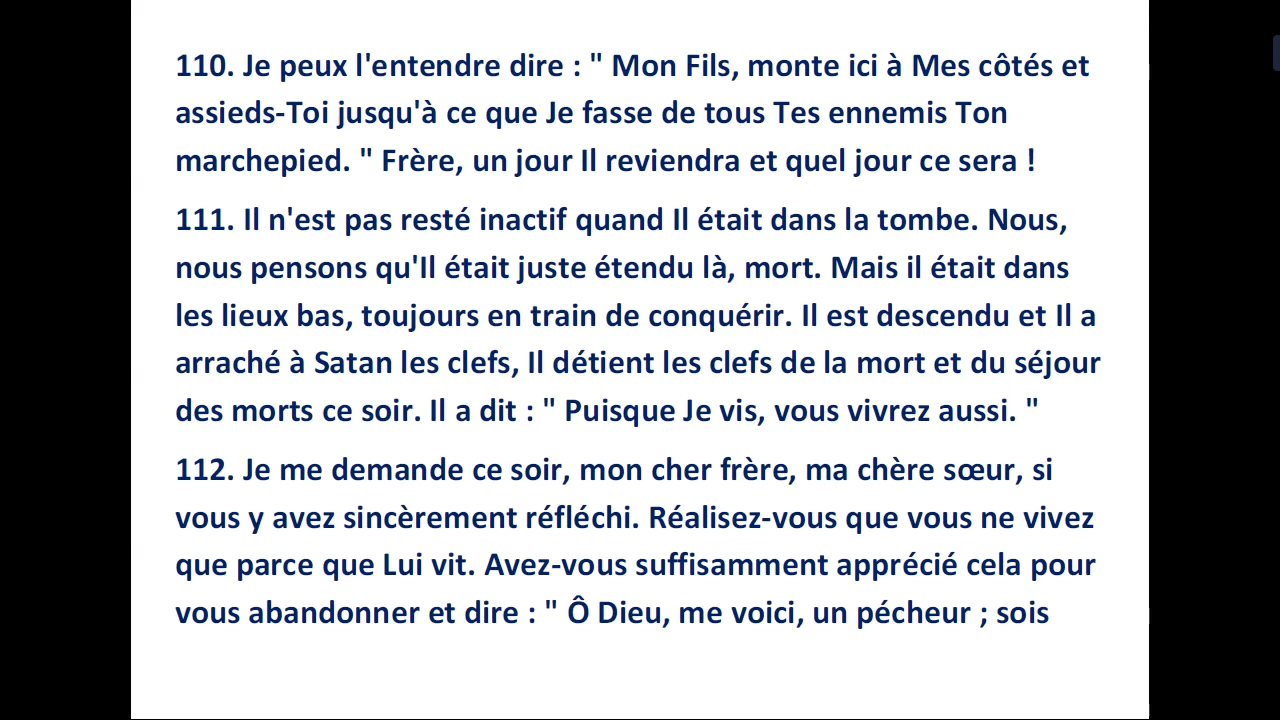 110. Je peux l'entendre dire : " Mon Fils, monte ici à Mes côtés et
assieds-Toi jusqu'à ce que Je fasse de tous Tes ennemis Ton
marchepied. " Frère, un jour Il reviendra et quel jour ce sera !
111. Il n'est pas resté inactif quand Il était dans la tombe. Nous,
nous pensons qu'Il était juste étendu là, mort. Mais il était dans
les lieux bas, toujours en train de conquérir. Il est descendu et Il a
arraché à Satan les clefs, Il détient les clefs de la mort et du séjour
des morts ce soir. Il a dit : " Puisque Je vis, vous vivrez aussi. "
112. Je me demande ce soir, mon cher frère, ma chère sœur, si
vous y avez sincèrement réfléchi. Réalisez-vous que vous ne vivez
que parce que Lui vit. Avez-vous suffisamment apprécié cela pour
vous abandonner et dire : " Ô Dieu, me voici, un pécheur ; sois